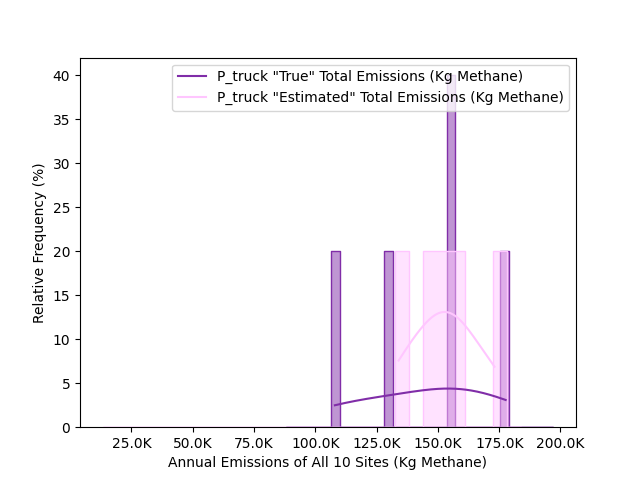 P_truck "True" Total Emissions (Kg Methane)
P_truck "Estimated" Total Emissions (Kg Methane)
40
35
30
25
20
15
10
5
0
Relative Frequency (%)
25.0K 50.0K 75.0K 100.0K 125.0K 150.0K 175.0K 200.0K
Annual Emissions of All 10 Sites (Kg Methane)